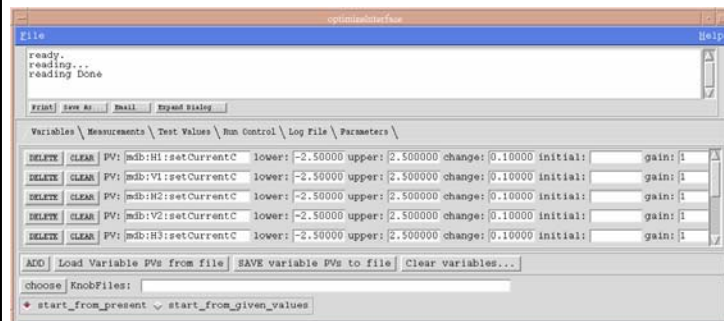 optimizeInterface
File Help
ready.
reading...
reading Done
Print Save As... Email... Expand Dialog...
Variables \ Measurements \ Test Values \ Run Control \ Log File \ Parameters \
DELETE CLEAR PV: mdb:H1:setCurrentC lower: -2.50000 upper: 2.500000 change: 0.10000 initial: gain: 1
DELETE CLEAR PV: mdb:V1:setCurrentC lower: -2.50000 upper: 2.500000 change: 0.10000 initial: gain: 1
DELETE CLEAR PV: mdb:H2:setCurrentC lower: -2.50000 upper: 2.500000 change: 0.10000 initial: gain: 1
DELETE CLEAR PV: mdb:V2:setCurrentC lower: -2.50000 upper: 2.500000 change: 0.10000 initial: gain: 1
DELETE CLEAR PV: mdb:H3:setCurrentC lower: -2.50000 upper: 2.500000 change: 0.10000 initial: gain: 1
ADD Load Variable PVs from file SAVE variable PVs to file Clear variables...
choose KnobFiles:
start_from_present start_from_given_values